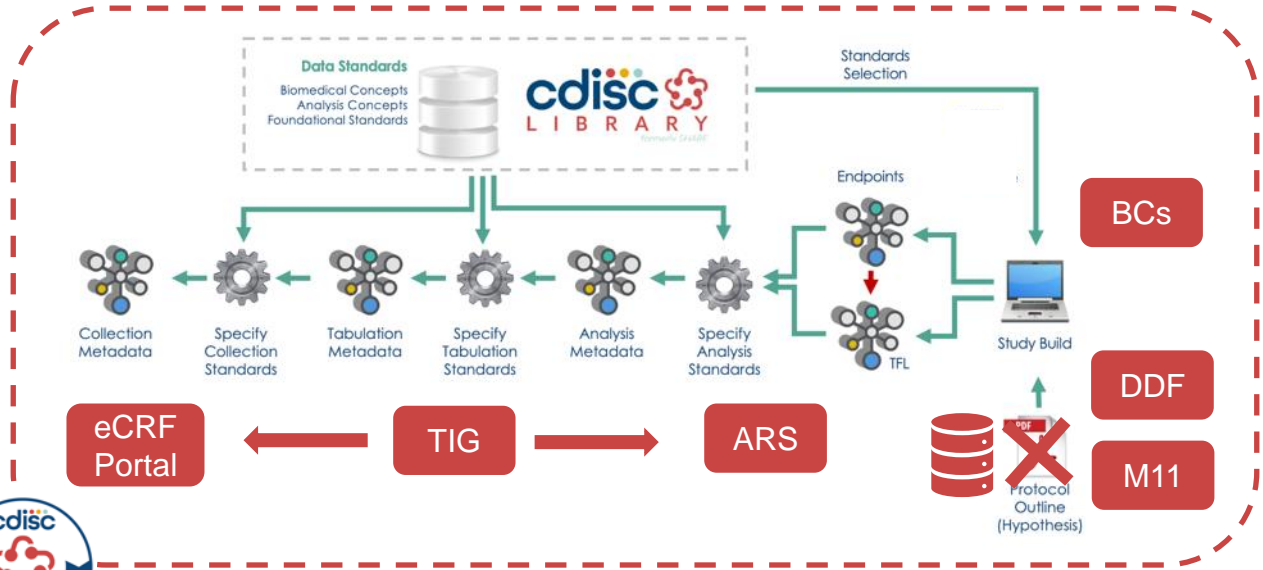 Data Standards
Biomedical Concepts
Analysis Concepts
Foundational Standards
cdisc
LIBRARY
formerly SHARE
Standards
Selection
Endpoints
BCs
Collection
Metadata
Specify
Collection
Standards
Tabulation
Metadata
Specify
Tabulation
Standards
Analysis
Metadata
Specify
Analysis
Standards
TFL
Study Build
DDF
eCRF
Portal
TIG
ARS
PDF
M11
Protocol
Outline
(Hypothesis)
cdisc